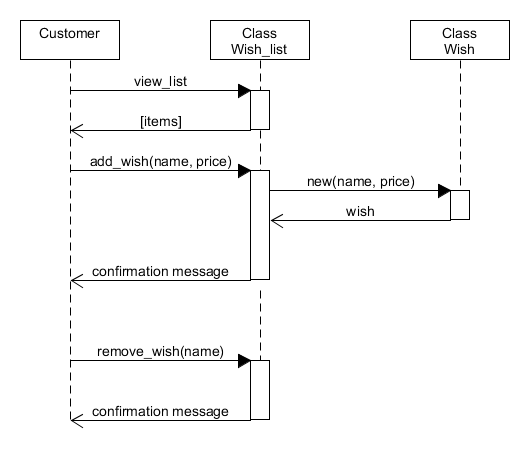 Customer
Class
Wish_list
Class
Wish
view_list
[items]
add_wish(name, price)
new(name, price)
wish
confirmation message
remove_wish(name)
confirmation message